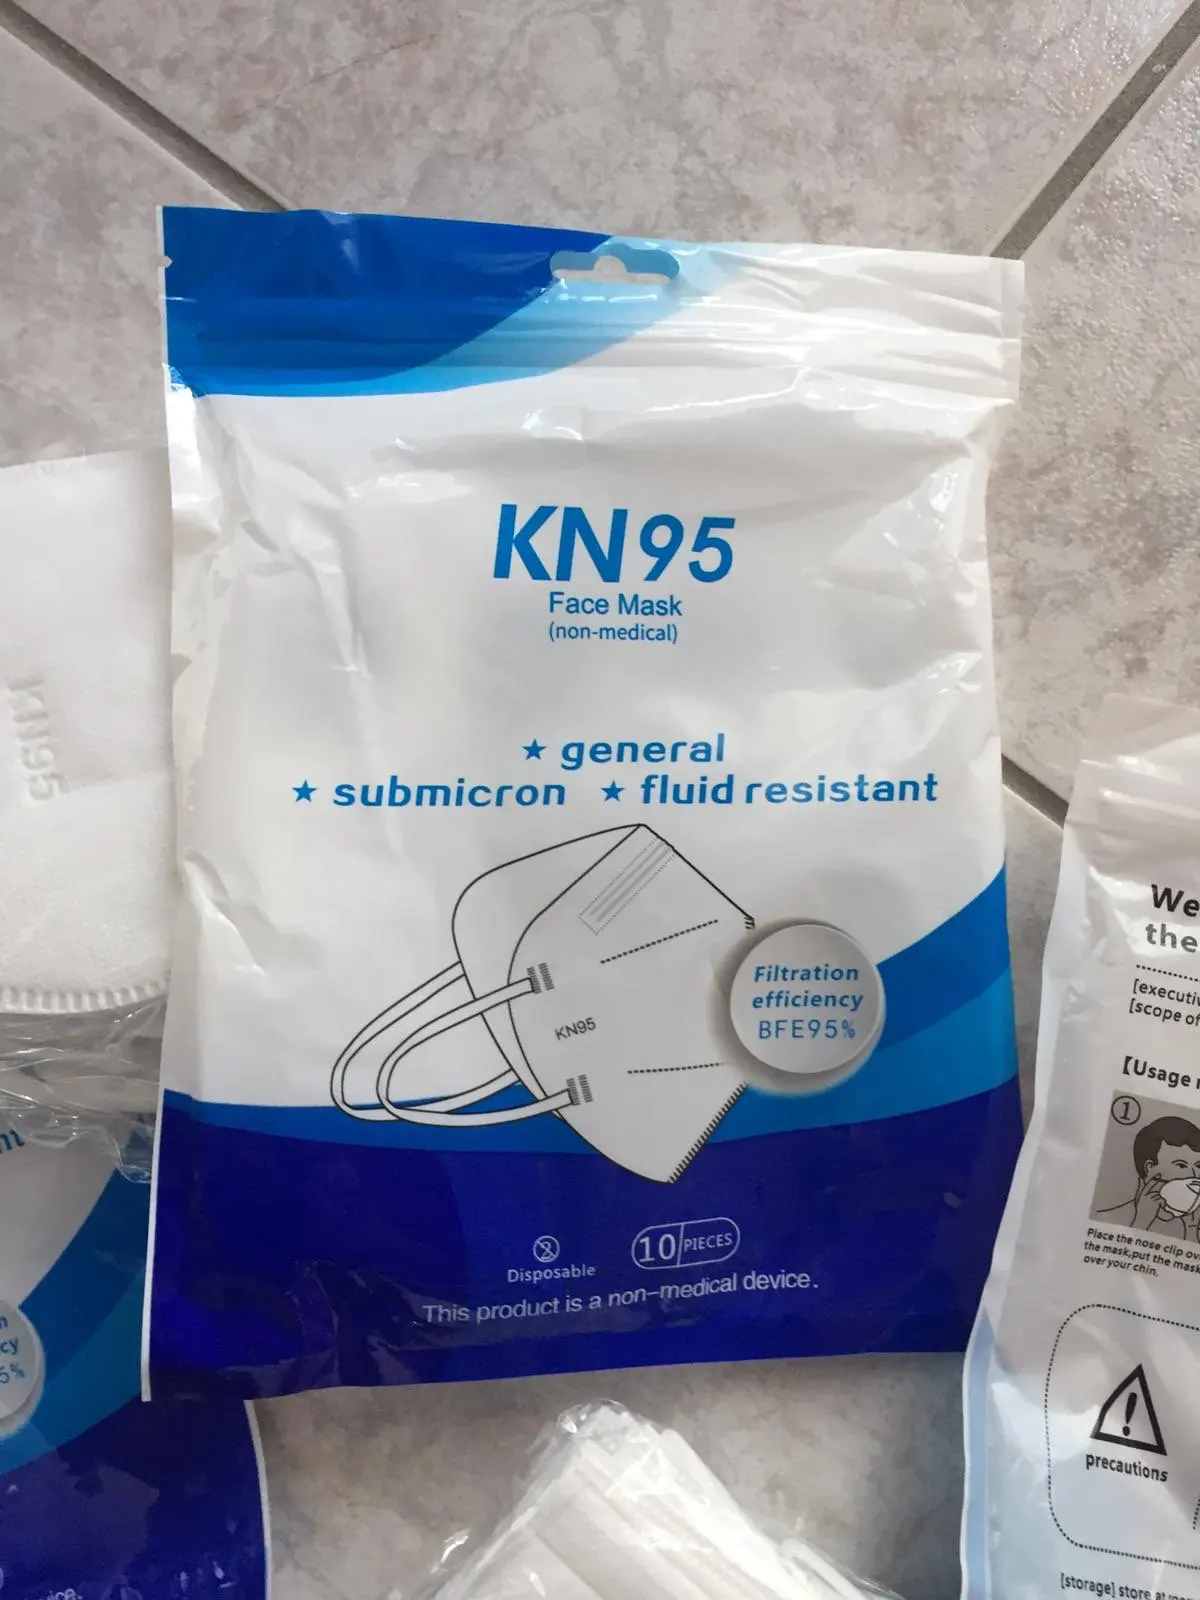 KN95
Face Mask
(non-medical)
★ general
★ submicron ★ fluid resistant
KN95
Filtration
efficiency
BFE95%
2
Disposable
10 PIECES
This product is a non-medical device.
KN95
5%
We
the
[scope of
【Usage
1
Place the nose clip
the mask,put the mask
over your chin.
precautions
[storage] store at